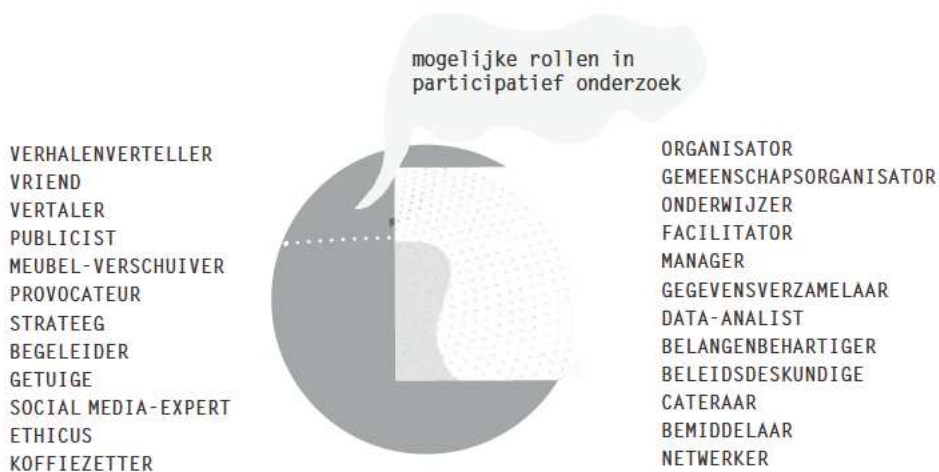 mogelijke rollen in
participatief onderzoek
VERHALENVERTELLER
VRIEND
VERTALER
PUBLICIST
MEUBEL-VERSCHUIVER
PROVOCATEUR
STRATEEG
BEGELEIDER
GETUIGE
SOCIAL MEDIA-EXPERT
ETHICUS
KOFFIEZETTER
ORGANISATOR
GEMEENSCHAPSORGANISATOR
ONDERWIJZER
FACILITATOR
MANAGER
GEGEVENSVERZAMELAAR
DATA-ANALIST
BELANGENBEHARTIGER
BELEIDSDESKUNDIGE
CATERAAR
BEMIDDELAAR
NETWERKER